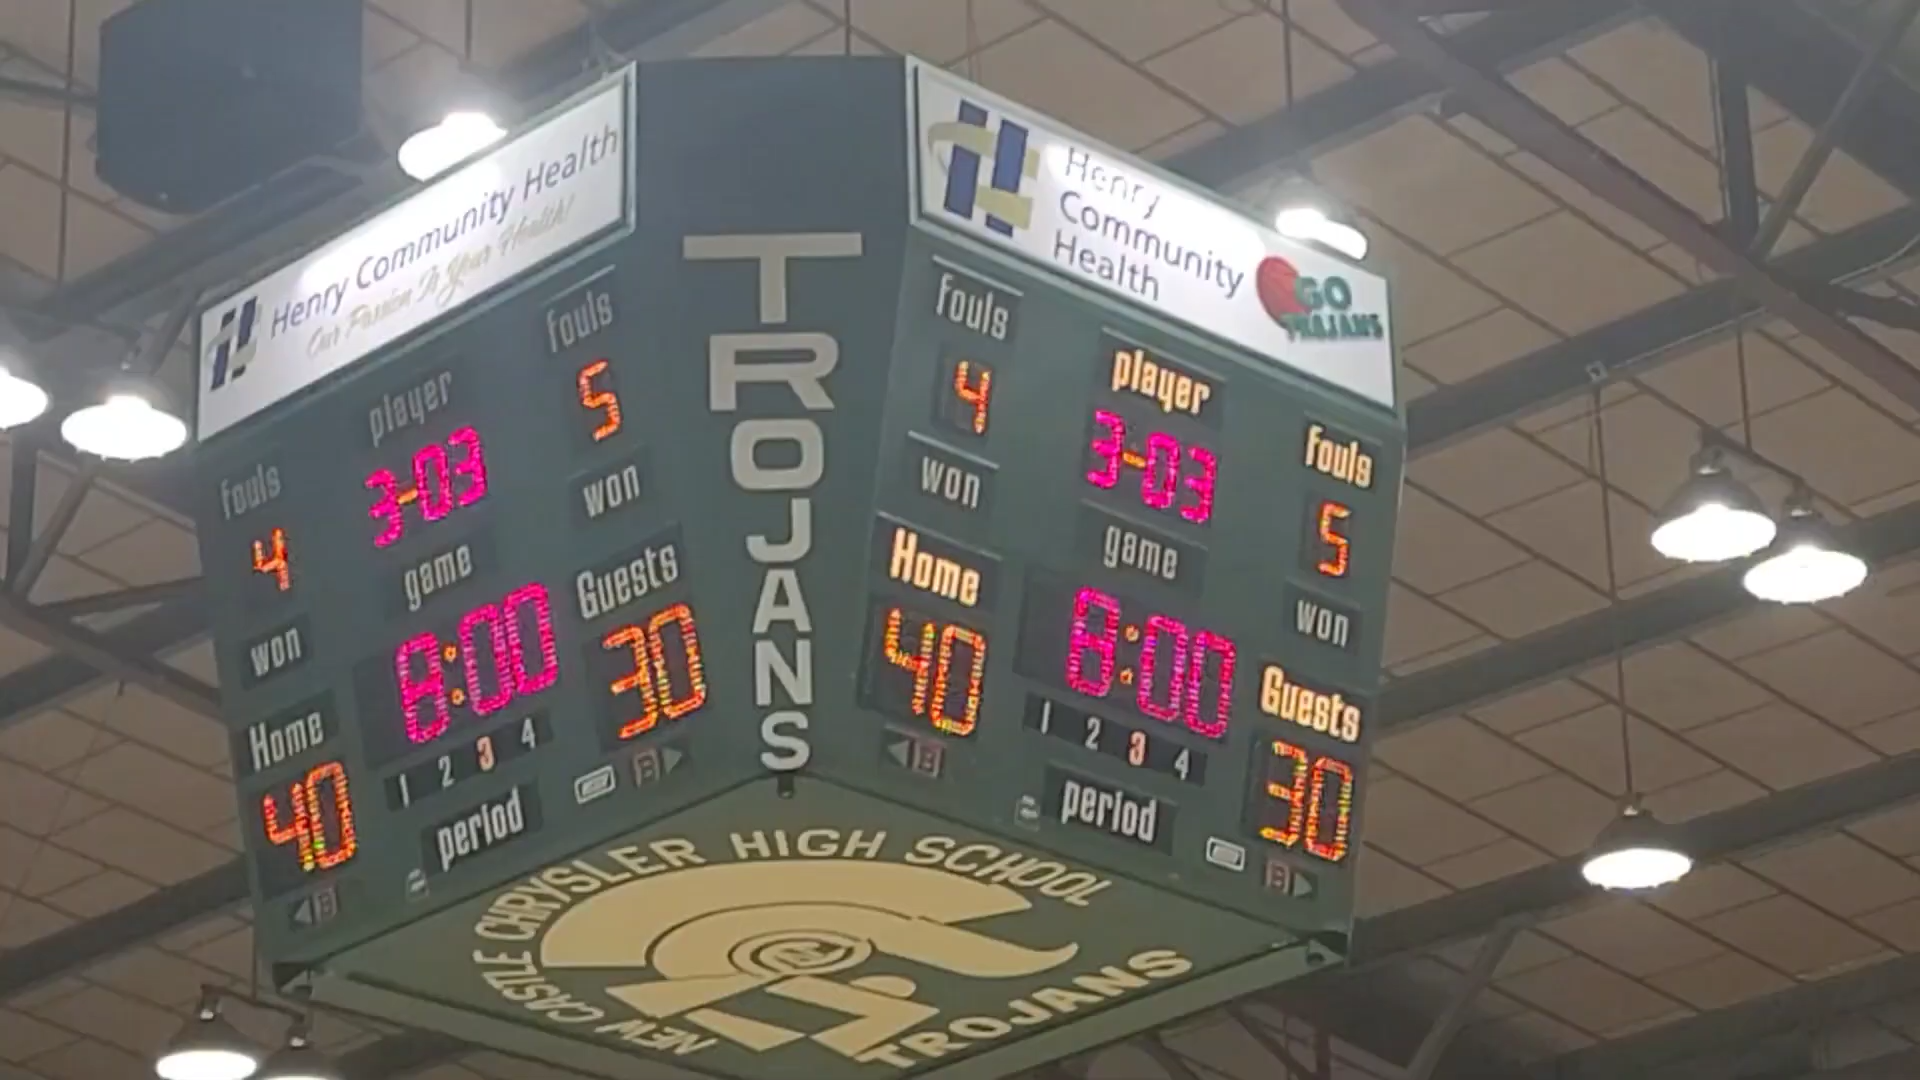 Henry Community Health
Our Passion Is Your Health!
fouls
5
player
3-03
fouls
4
won
game
8:00
won
Guests
30
Home
40
1 2 3 4
period
B
B
TROJANS
Henry
Community
Health
GO
TROJANS
fouls
4
player
3-03
fouls
5
won
game
won
Home
40
8:00
Guests
30
1 2 3 4
period
B
B
NEW CASTLE CHRYSLER HIGH SCHOOL
TROJANS